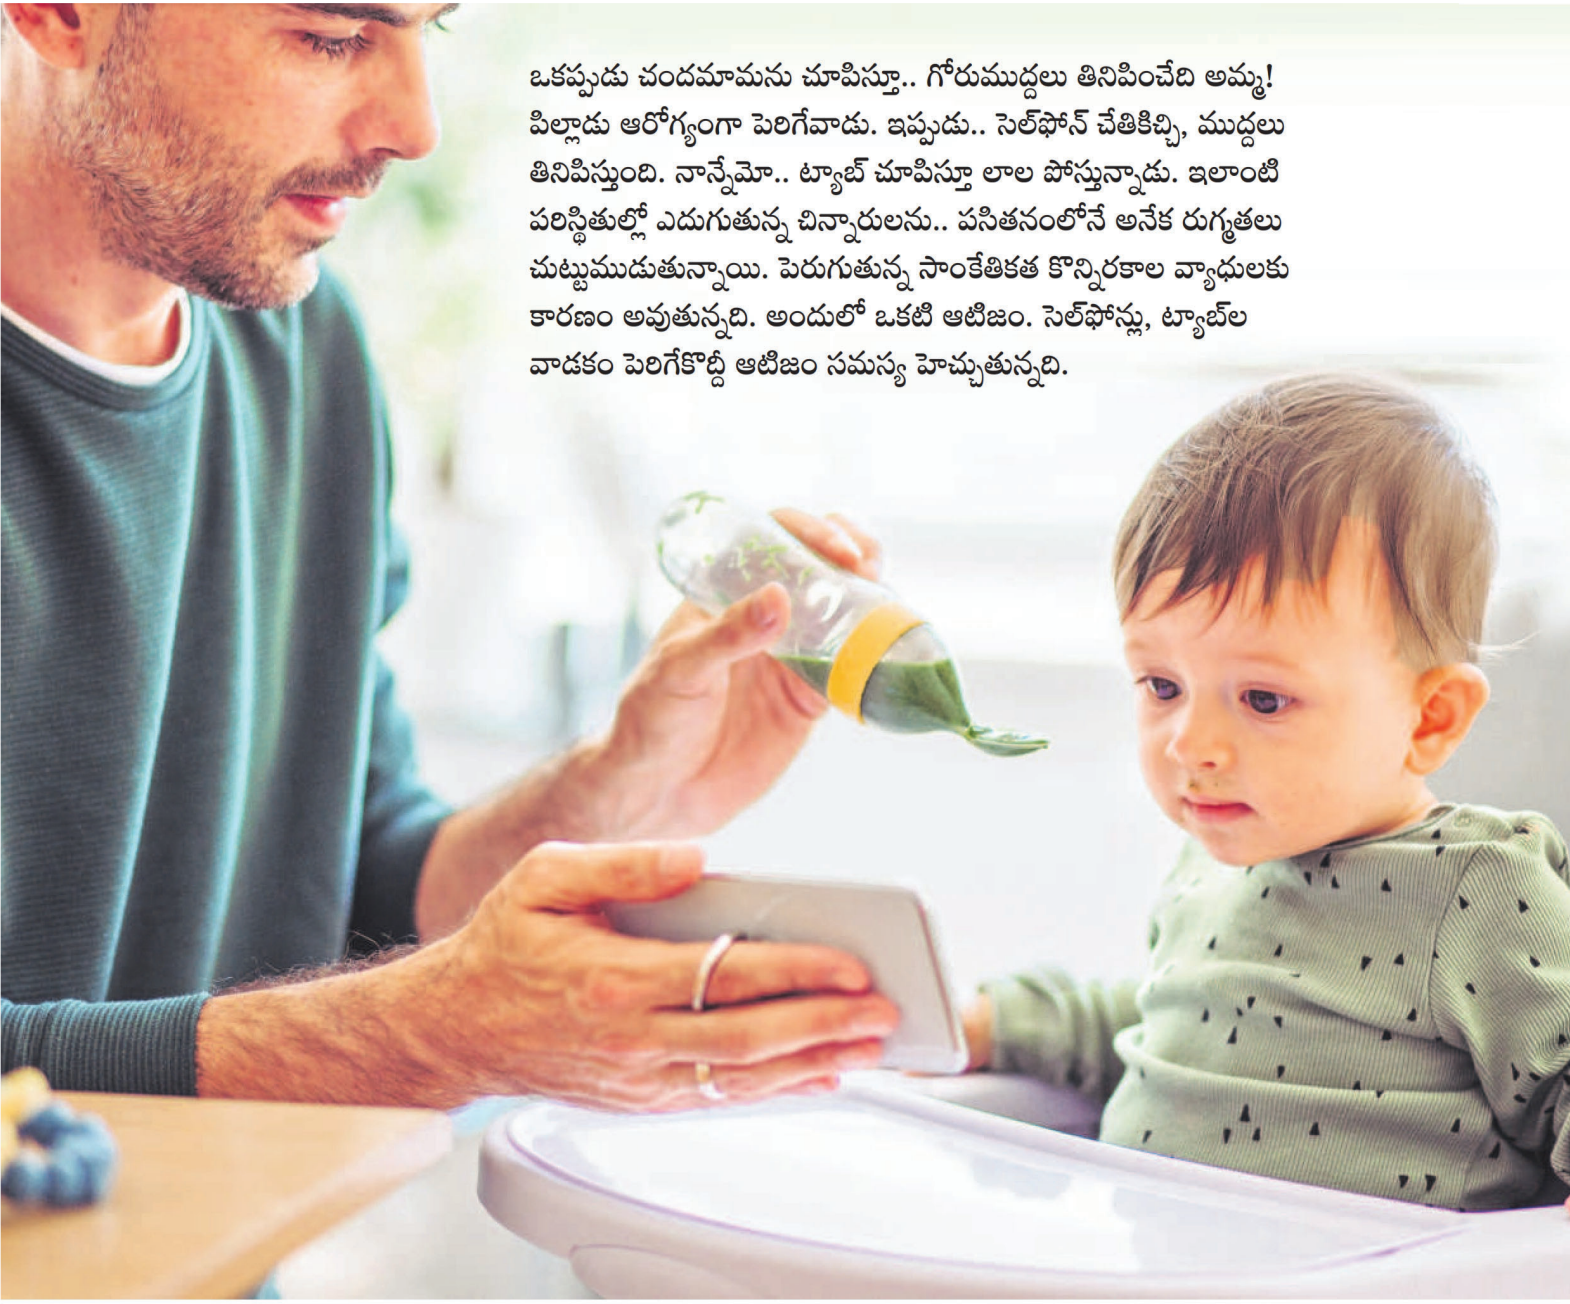 ఒకప్పుడు చందమామను చూపిస్తూ.. గోరుముద్దలు తినిపించేది అమ్మ!
పిల్లాడు ఆరోగ్యంగా పెరిగేవాడు. ఇప్పుడు.. సెల్‌ఫోన్ చేతికిచ్చి, ముద్దలు
తినిపిస్తుంది. నాన్నేమో.. ట్యాబ్ చూపిస్తూ లాల పోస్తున్నాడు. ఇలాంటి
పరిస్థితుల్లో ఎదుగుతున్న చిన్నారులను.. పసితనంలోనే అనేక రుగ్మతలు
చుట్టుముడుతున్నాయి. పెరుగుతున్న సాంకేతికత కొన్నిరకాల వ్యాధులకు
కారణం అవుతున్నది. అందులో ఒకటి ఆటిజం. సెల్‌ఫోన్లు, ట్యాబ్‌ల
వాడకం పెరిగేకొద్దీ ఆటిజం సమస్య హెచ్చుతున్నది.